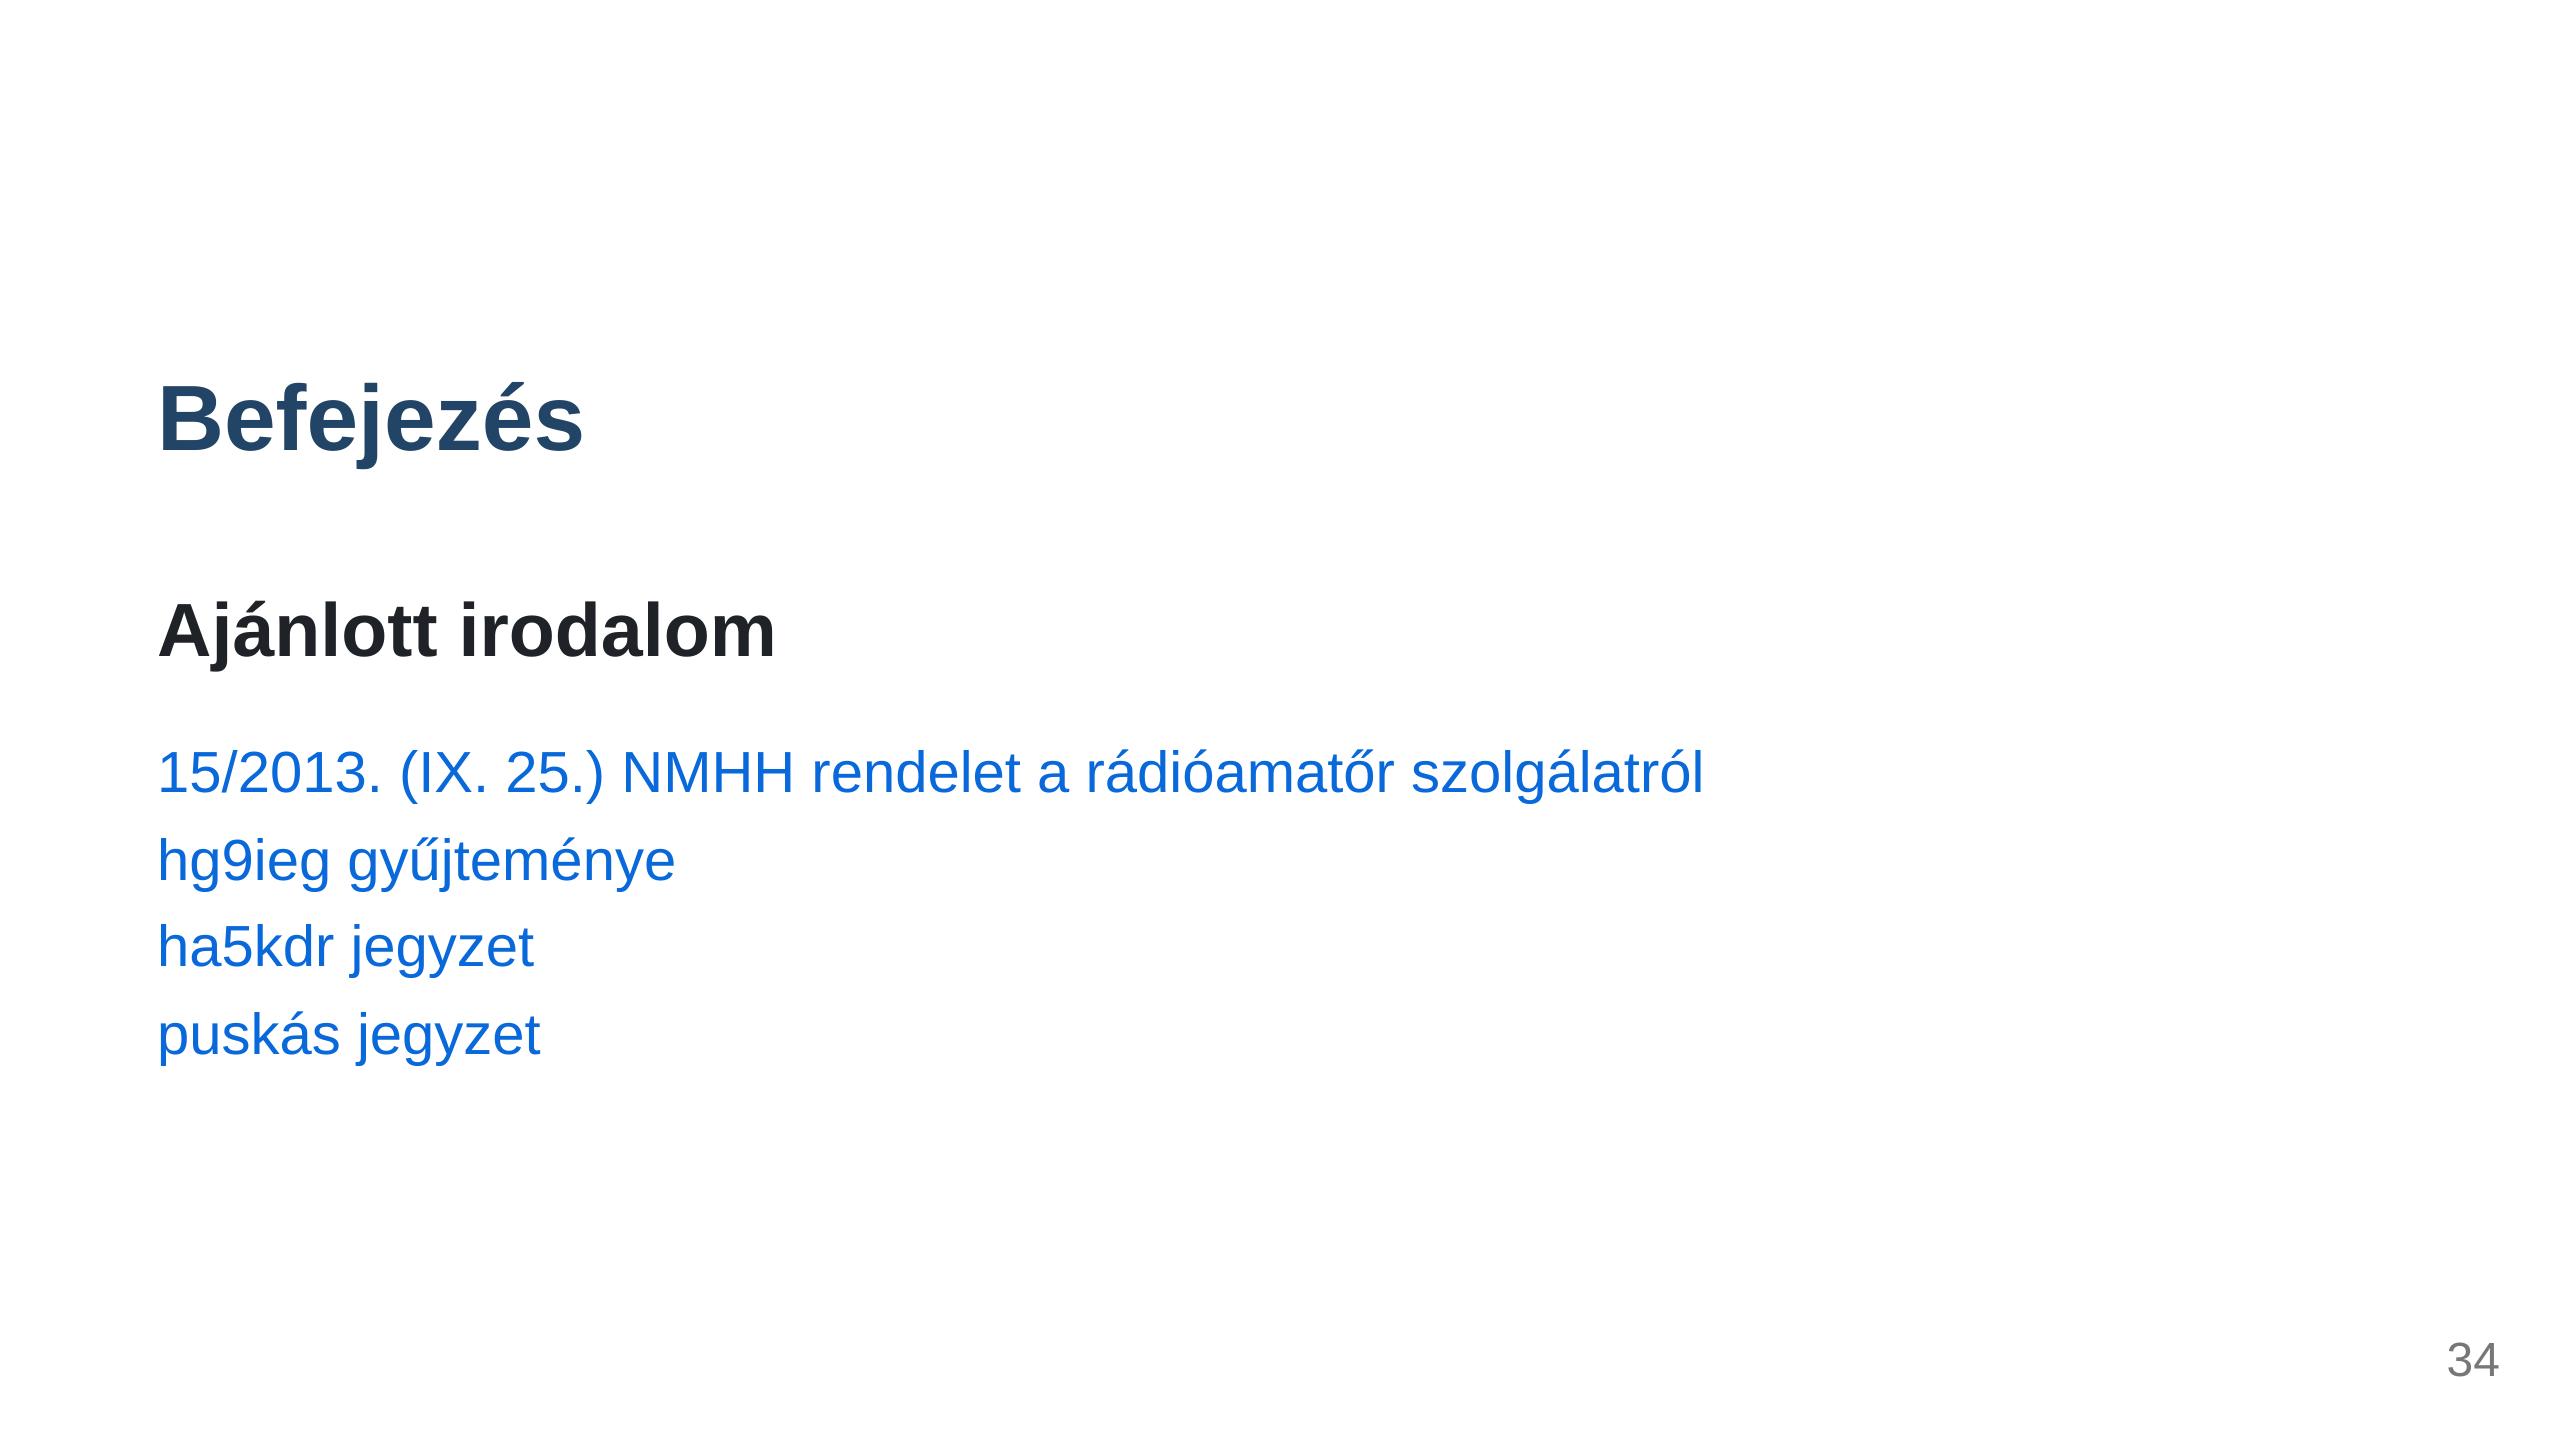 Befejezés
Ajánlott irodalom
15/2013. (IX. 25.) NMHH rendelet a rádióamatőr szolgálatról
hg9ieg gyűjteménye
ha5kdr jegyzet
puskás jegyzet
34